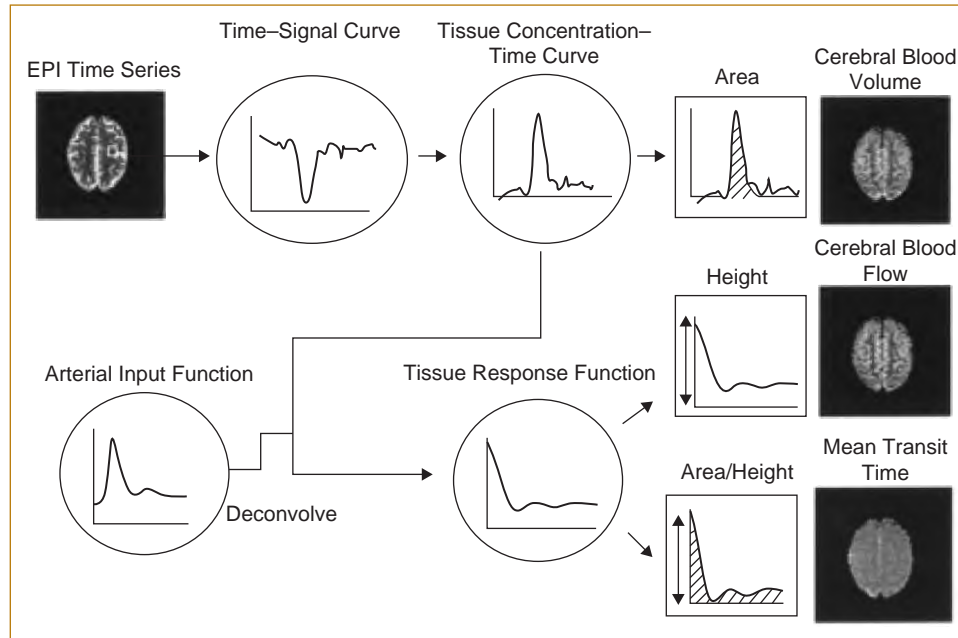 EPI Time Series
Time–Signal Curve
Tissue Concentration–
Time Curve
Area
Cerebral Blood
Volume
Height
Cerebral Blood
Flow
Arterial Input Function
Deconvolve
Tissue Response Function
Area/Height
Mean Transit
Time